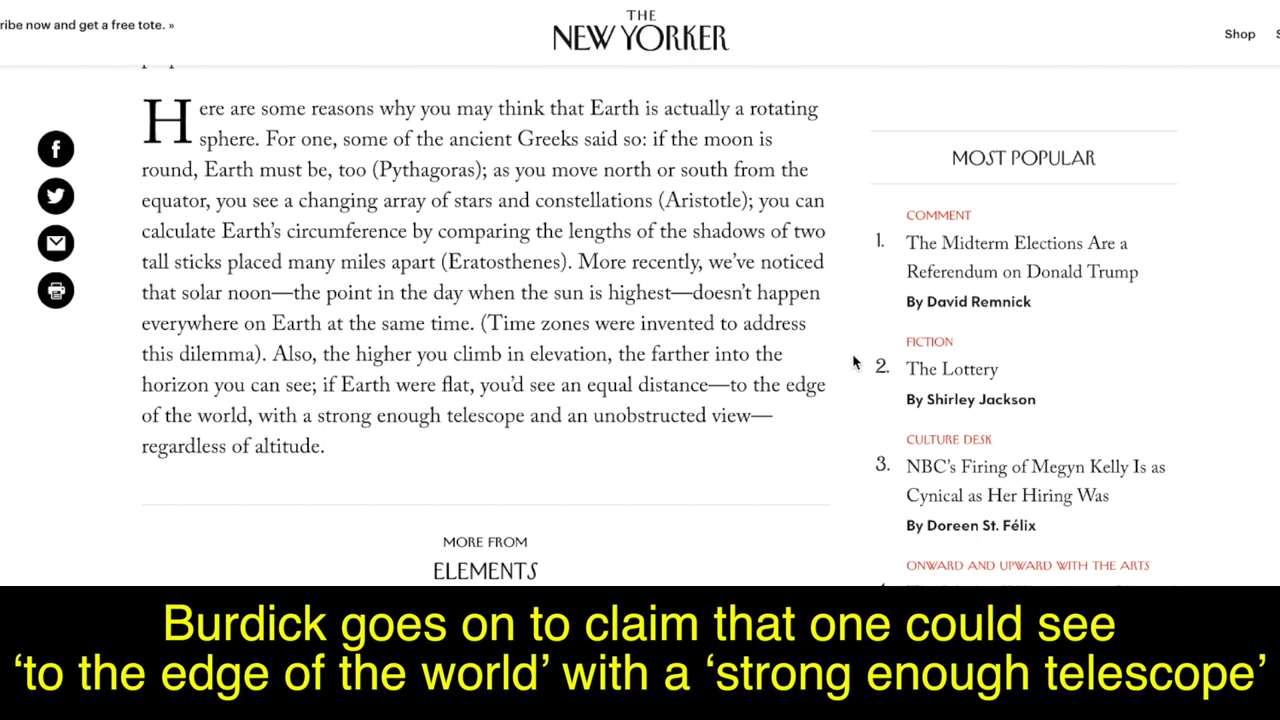 ribe now and get a free tote. »
THE
NEW YORKER
Shop
Here are some reasons why you may think that Earth is actually a rotating
sphere. For one, some of the ancient Greeks said so: if the moon is
round, Earth must be, too (Pythagoras); as you move north or south from the
equator, you see a changing array of stars and constellations (Aristotle); you can
calculate Earth’s circumference by comparing the lengths of the shadows of two
tall sticks placed many miles apart (Eratosthenes). More recently, we’ve noticed
that solar noon—the point in the day when the sun is highest—doesn’t happen
everywhere on Earth at the same time. (Time zones were invented to address
this dilemma). Also, the higher you climb in elevation, the farther into the
horizon you can see; if Earth were flat, you’d see an equal distance—to the edge
of the world, with a strong enough telescope and an unobstructed view—
regardless of altitude.
MORE FROM
ELEMENTS
MOST POPULAR
COMMENT
1. The Midterm Elections Are a
Referendum on Donald Trump
By David Remnick
FICTION
2. The Lottery
By Shirley Jackson
CULTURE DESK
3. NBC’s Firing of Megyn Kelly Is as
Cynical as Her Hiring Was
By Doreen St. Félix
ONWARD AND UPWARD WITH THE ARTS
Burdick goes on to claim that one could see
‘to the edge of the world’ with a ‘strong enough telescope’